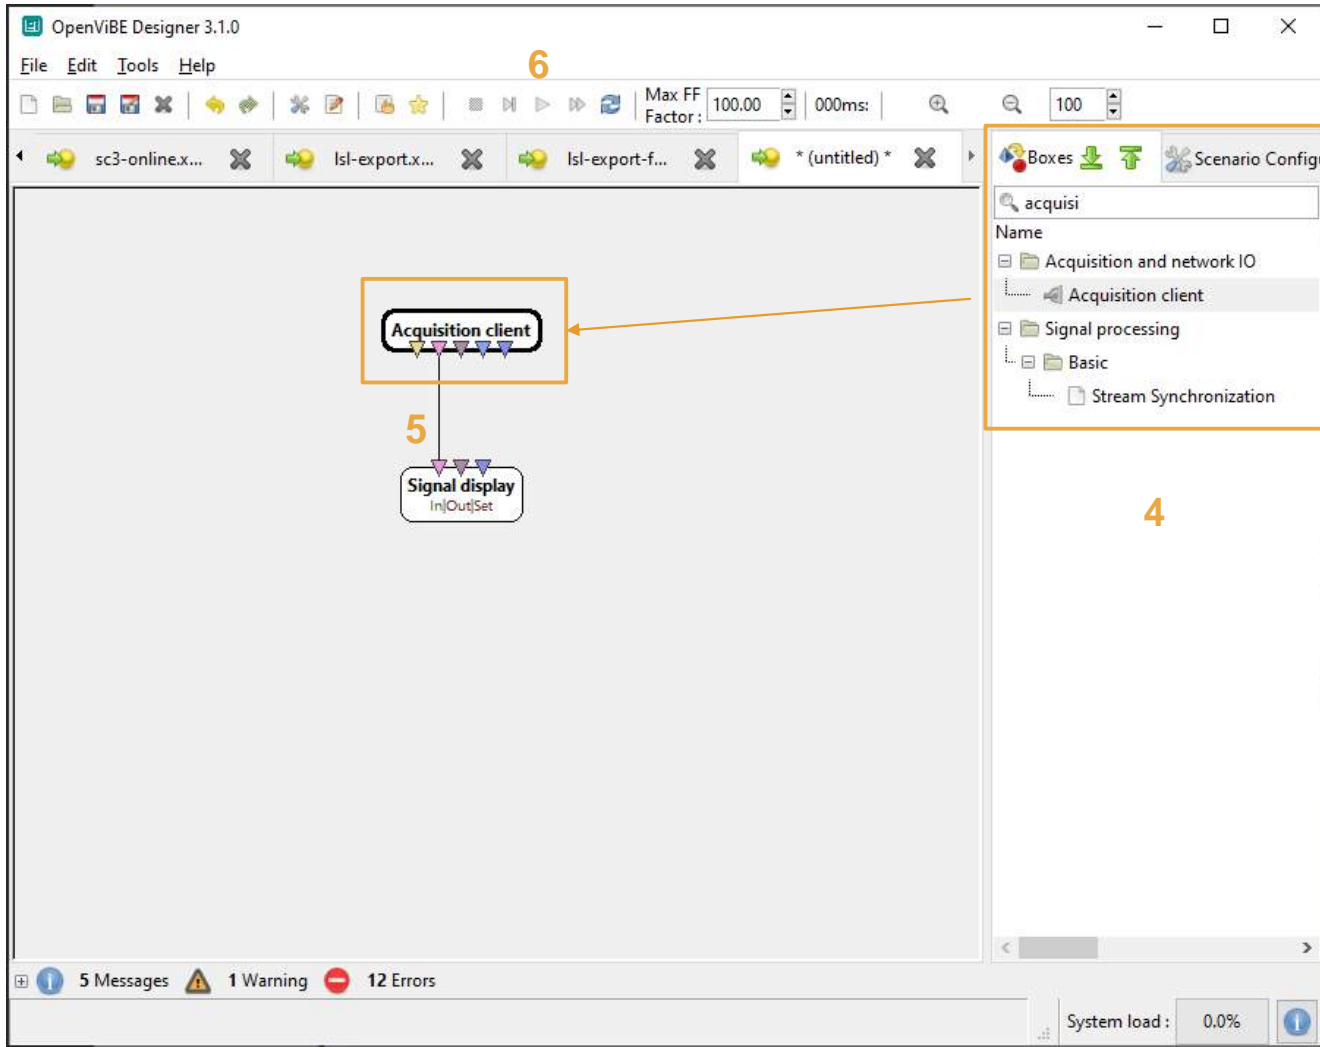 OpenViBE Designer 3.1.0
File Edit Tools Help
6
Max FF
Factor : 100.00 000ms: 100
sc3-online.x... lsl-export.x... lsl-export-f... * (untitled) *
Boxes Scenario Configu
acquisi
Name
Acquisition and network IO
Acquisition client
Signal processing
Basic
Stream Synchronization
4
Acquisition client
5
Signal display
In|Out|Set
5 Messages 1 Warning 12 Errors
System load : 0.0%